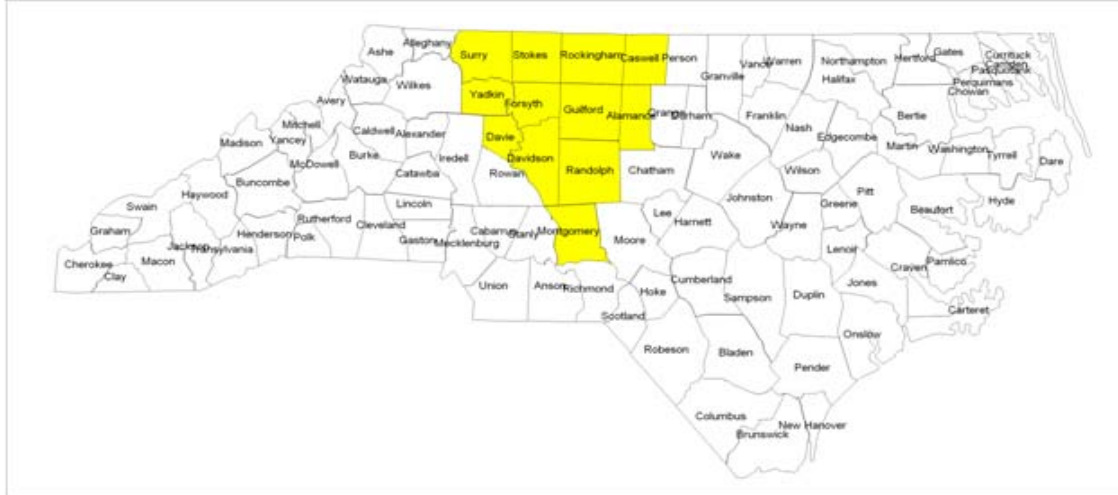 Alleghany
Ashe
Surry
Stokes
Rockingham
Caswell
Person
Granville
Vance
Warren
Northampton
Halifax
Hertford
Gates
Currituck
Camden
Pasquotank
Perquimans
Chowan
Watauga
Wilkes
Yadkin
Forsyth
Guilford
Alamance
Orange
Durham
Franklin
Nash
Edgecombe
Bertie
Martin
Washington
Tyrrell
Dare
Avery
Mitchell
Yancey
Madison
Caldwell
Alexander
Davie
Davidson
Iredell
Rowan
Randolph
Chatham
Wake
Wilson
Pitt
Greene
Beaufort
Hyde
McDowell
Burke
Catawba
Buncombe
Haywood
Swain
Lincoln
Johnston
Lee
Harnett
Wayne
Graham
Jackson
Transylvania
Henderson
Rutherford
Polk
Cleveland
Gaston
Mecklenburg
Cabarrus
Stanly
Montgomery
Moore
Lenoir
Craven
Pamlico
Cherokee
Macon
Clay
Union
Anson
Richmond
Hoke
Cumberland
Sampson
Duplin
Jones
Carteret
Scotland
Onslow
Robeson
Bladen
Pender
Columbus
Brunswick
New Hanover